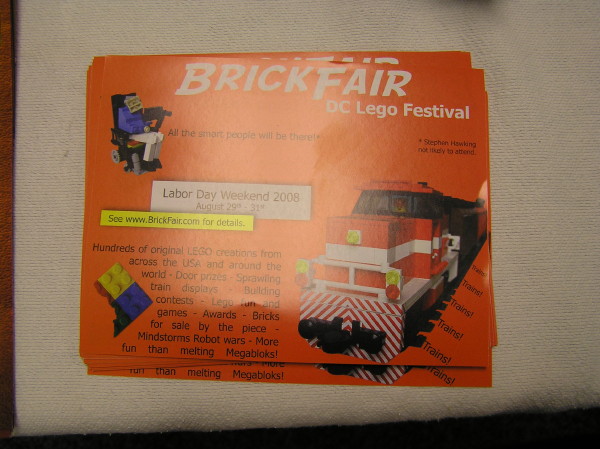 BRICKFAIR
DC Lego Festival
All the smart people will be there!*
* Stephen Hawking
not likely to attend.
Labor Day Weekend 2008
August 29th - 31st
See www.BrickFair.com for details.
Hundreds of original LEGO creations from
across the USA and around the
world - Door prizes - Sprawling
train displays - Building
contests - Lego fun and
games - Awards - Bricks
for sale by the piece -
Mindstorms Robot wars - More
fun than melting Megabloks!
Trains!
Trains!
Trains!
Trains!
Trains!
fun than melting Megabloks!
Trains!